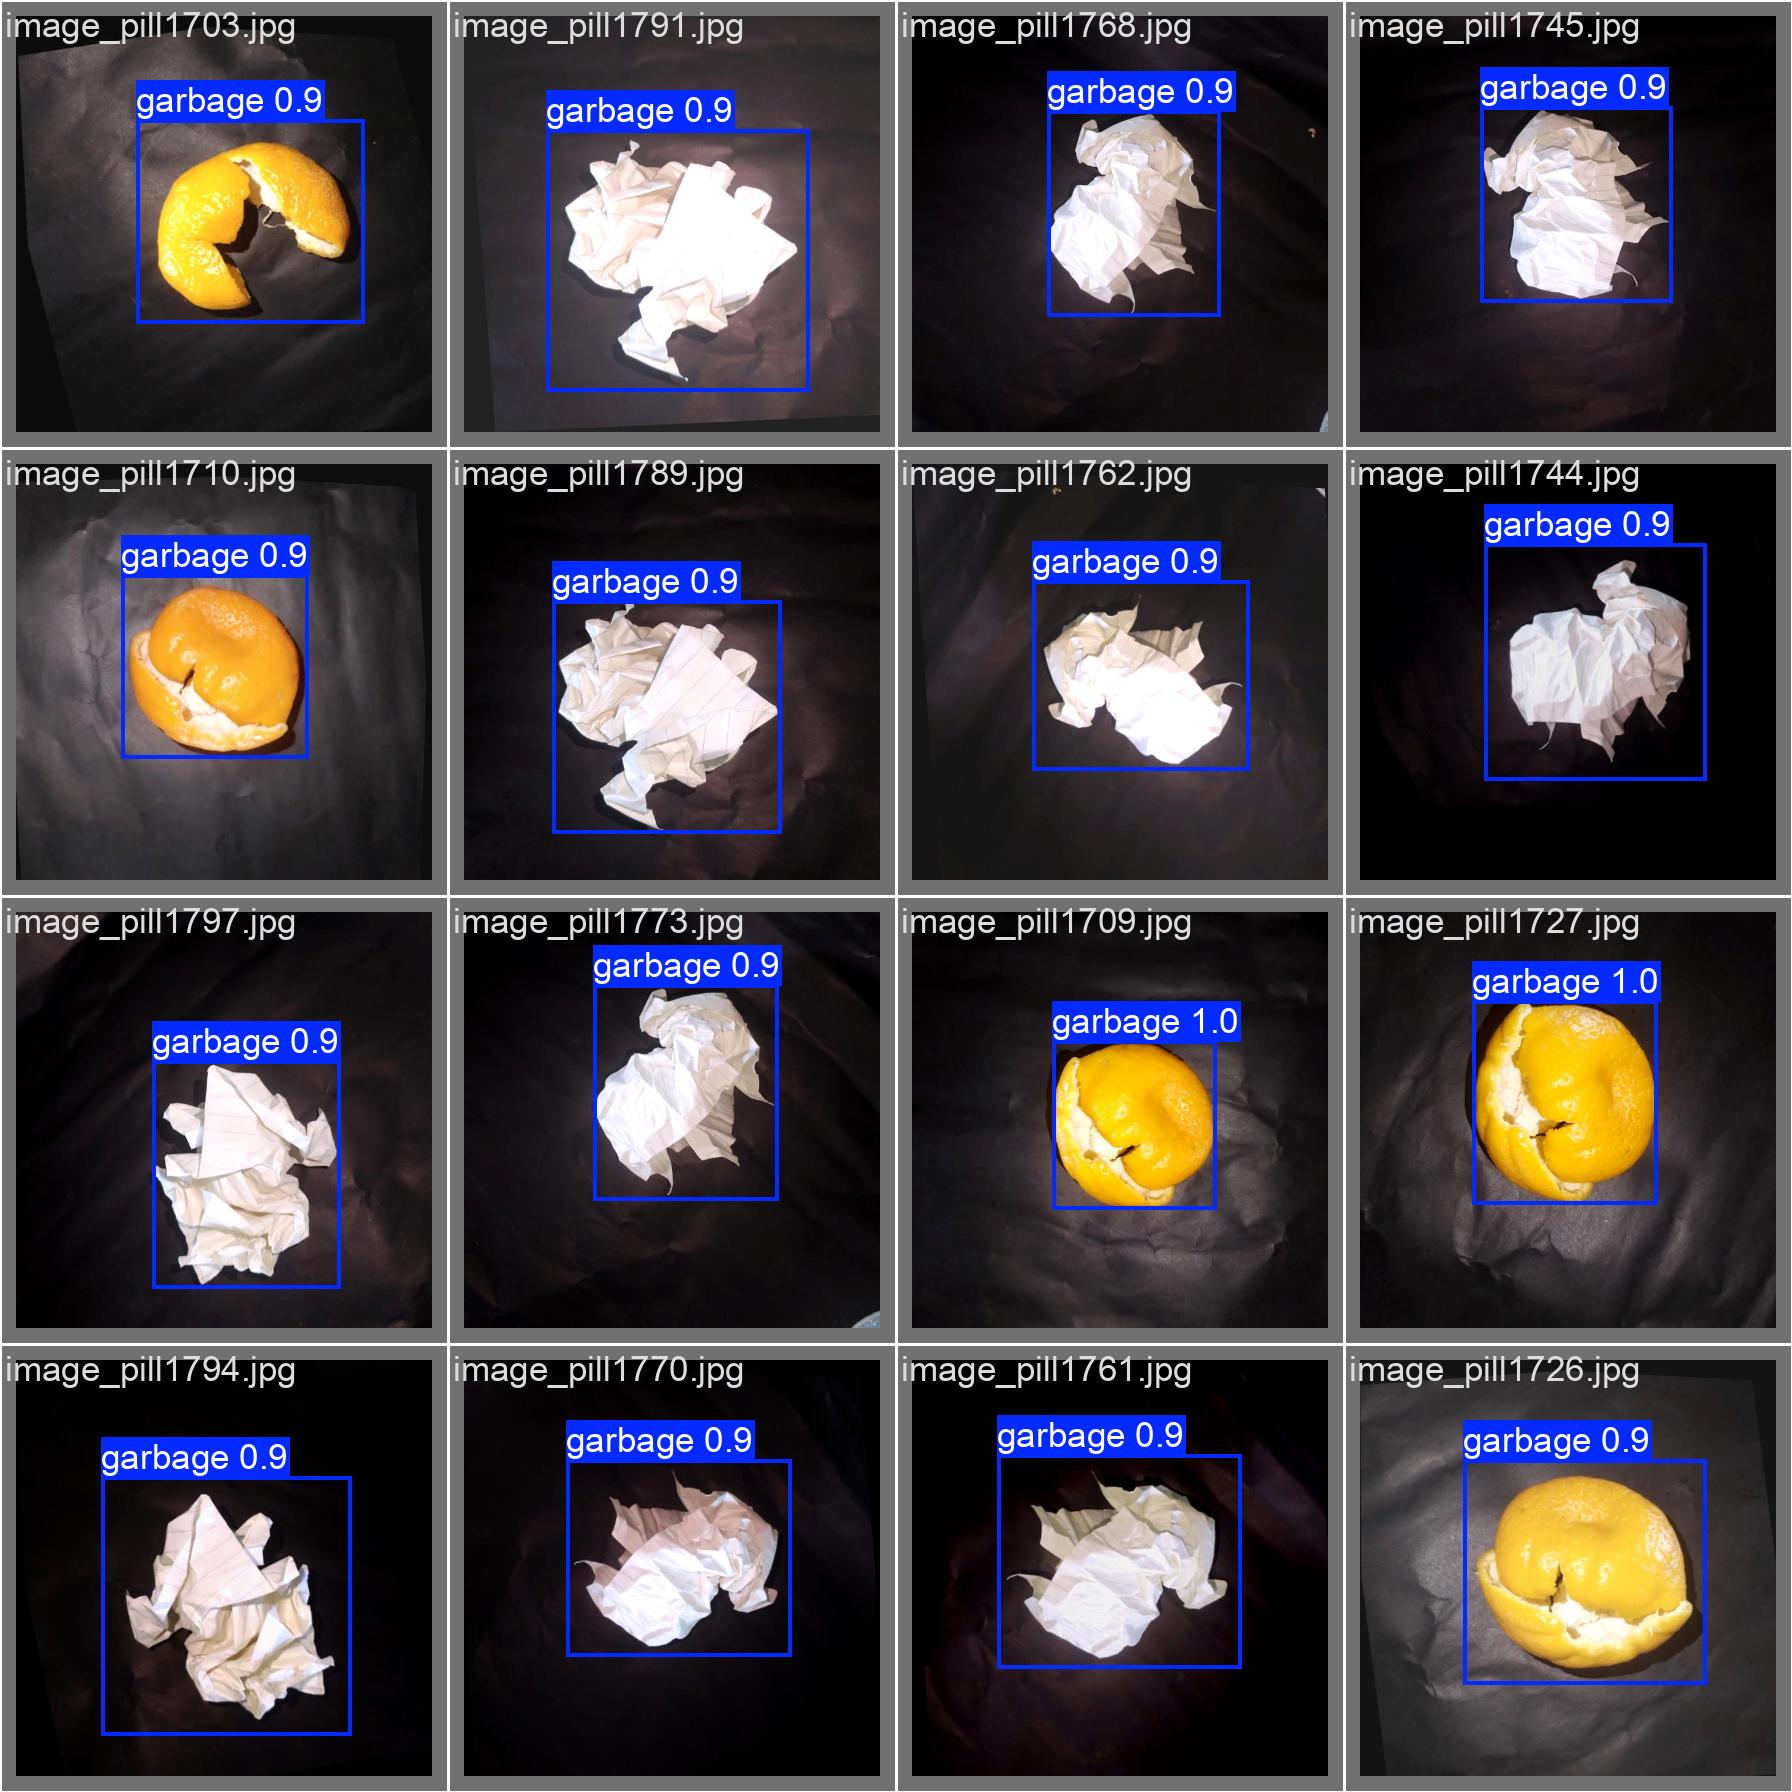 image_pill1703.jpg
garbage 0.9
image_pill1791.jpg
garbage 0.9
image_pill1768.jpg
garbage 0.9
image_pill1745.jpg
garbage 0.9
image_pill1710.jpg
garbage 0.9
image_pill1789.jpg
garbage 0.9
image_pill1762.jpg
garbage 0.9
image_pill1744.jpg
garbage 0.9
image_pill1797.jpg
garbage 0.9
image_pill1773.jpg
garbage 0.9
image_pill1709.jpg
garbage 1.0
image_pill1727.jpg
garbage 1.0
image_pill1794.jpg
garbage 0.9
image_pill1770.jpg
garbage 0.9
image_pill1761.jpg
garbage 0.9
image_pill1726.jpg
garbage 0.9